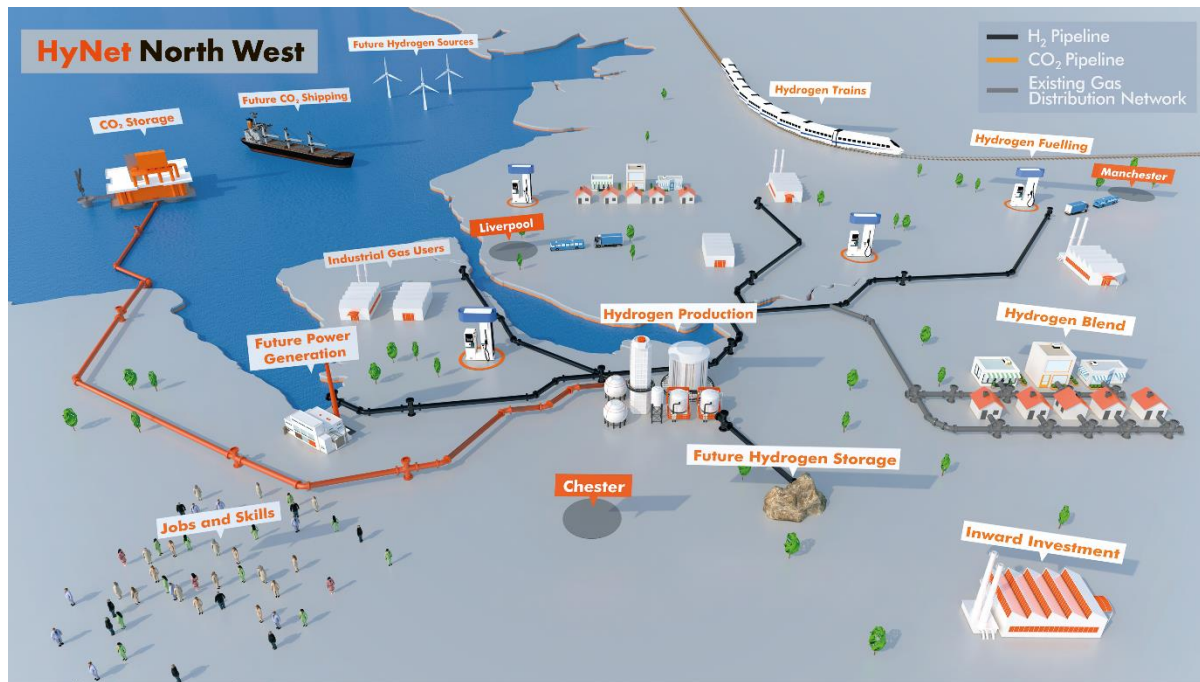 HyNet North West
Future Hydrogen Sources
H₂ Pipeline
CO₂ Pipeline
Existing Gas
Distribution Network
Future CO₂ Shipping
Hydrogen Trains
CO₂ Storage
Hydrogen Fuelling
Manchester
Liverpool
Industrial Gas Users
Hydrogen Production
Hydrogen Blend
Future Power
Generation
Future Hydrogen Storage
Chester
Jobs and Skills
Inward Investment